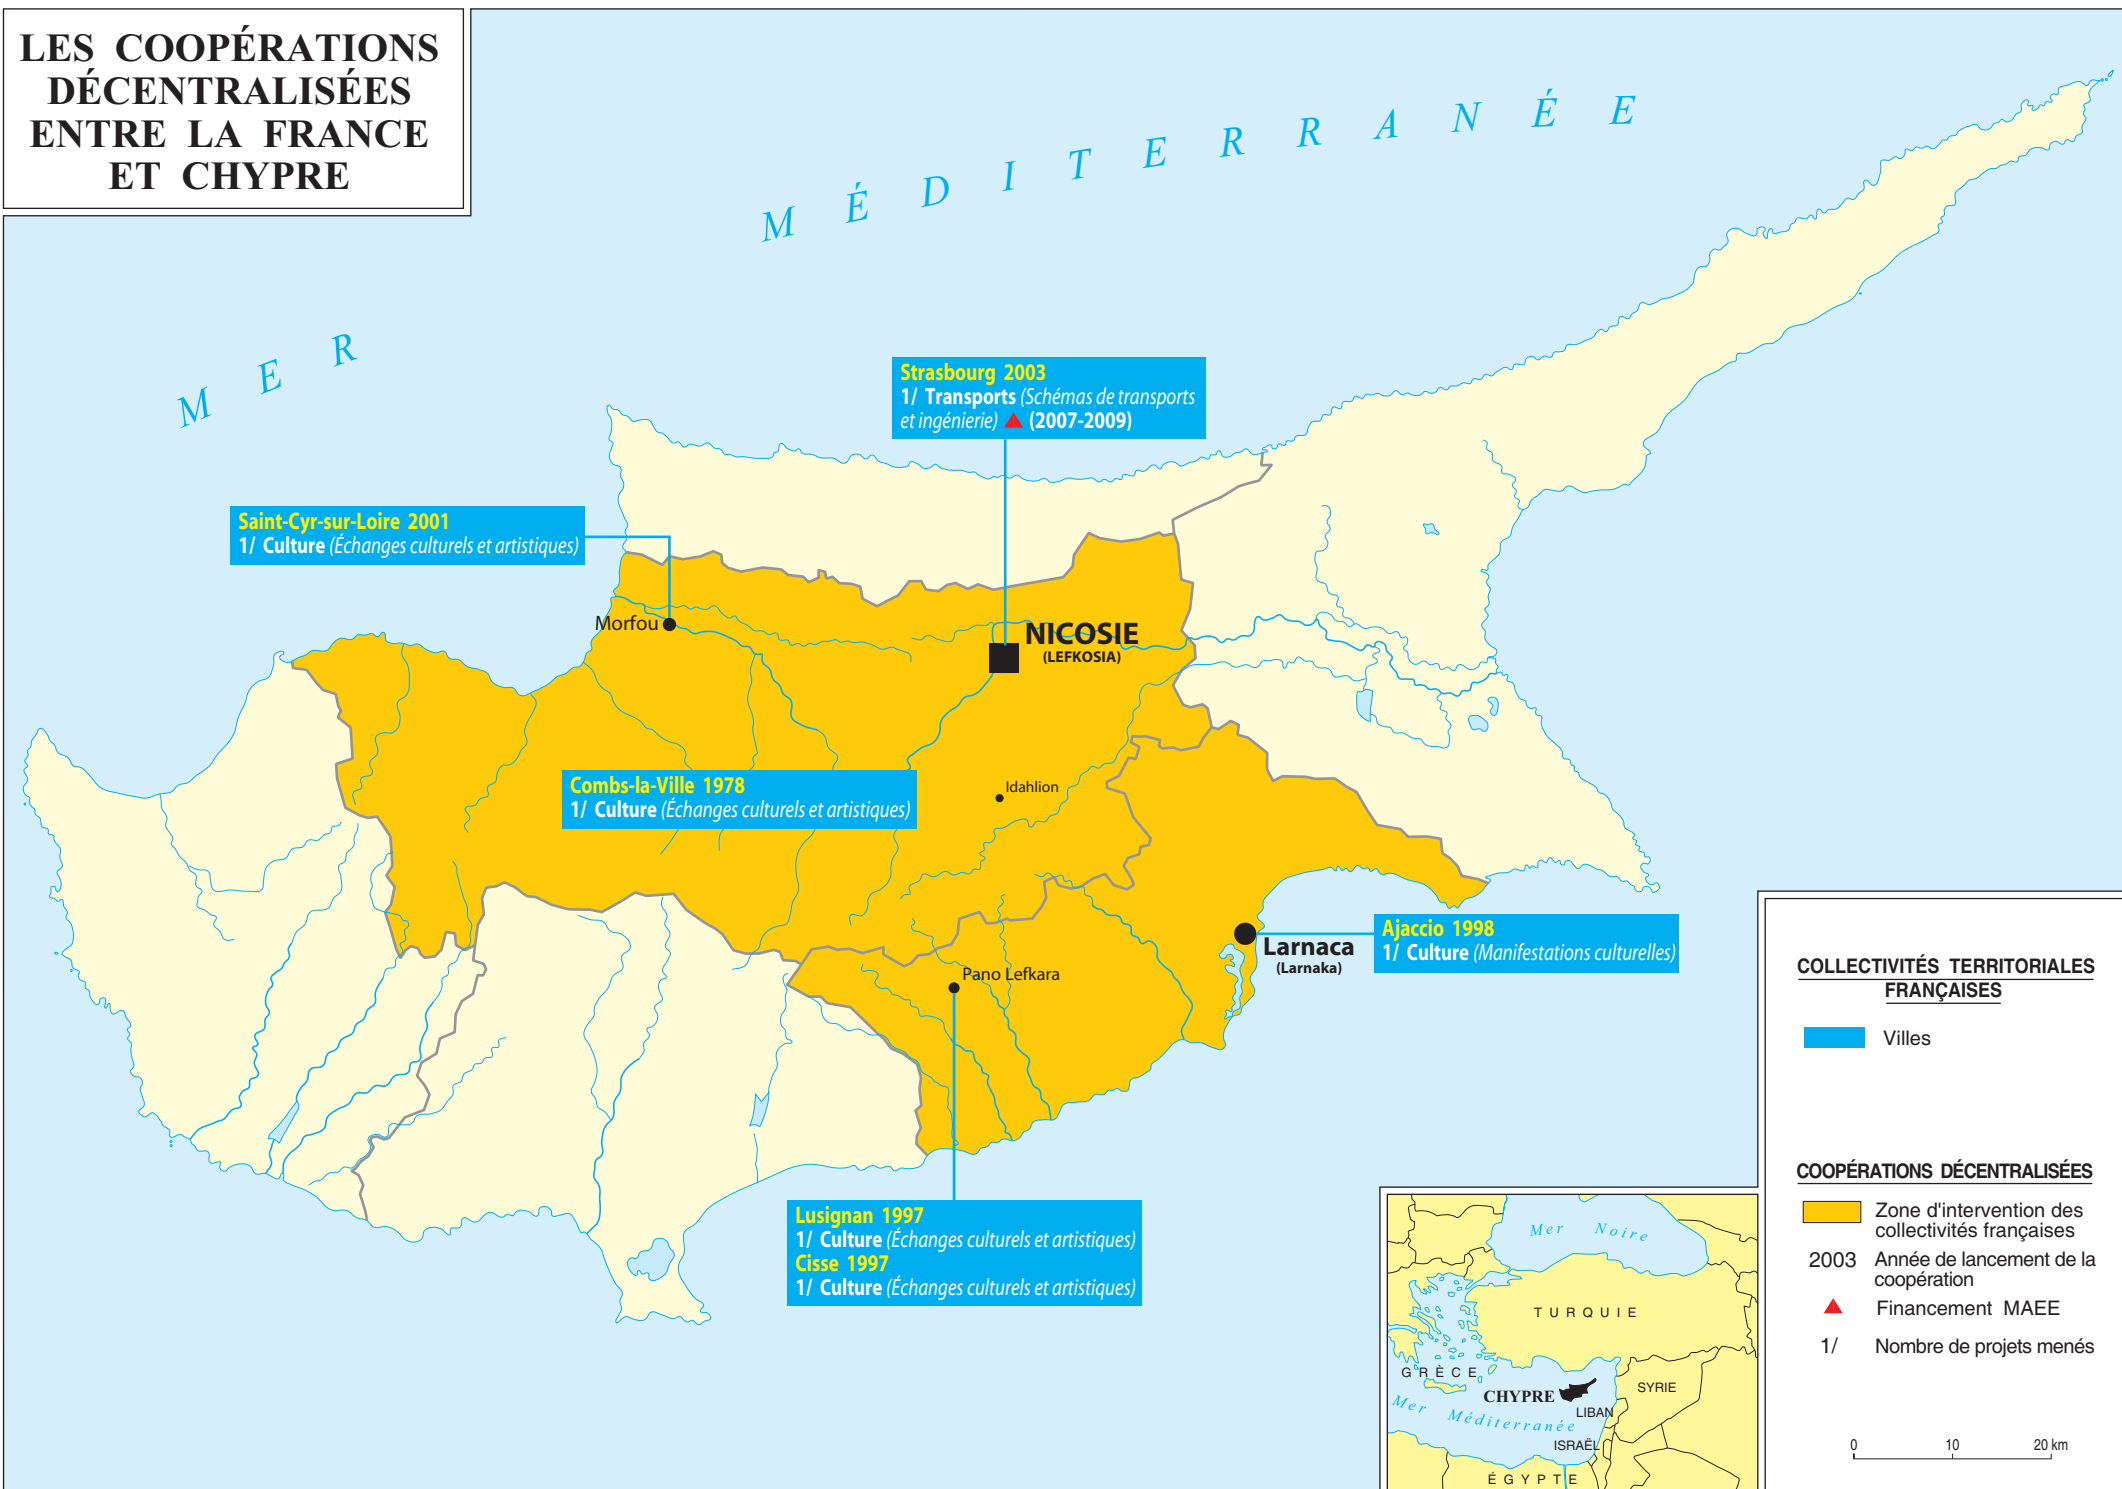 LES COOPÉRATIONS
DÉCENTRALISÉES
ENTRE LA FRANCE
ET CHYPRE
MER MÉDITERRANÉE
Strasbourg 2003
1/ Transports (Schémas de transports
et ingénierie) ▲ (2007-2009)
Saint-Cyr-sur-Loire 2001
1/ Culture (Échanges culturels et artistiques)
Morfou
NICOSIE
(LEFKOSIA)
Combs-la-Ville 1978
1/ Culture (Échanges culturels et artistiques)
Idahlion
Ajaccio 1998
1/ Culture (Manifestations culturelles)
Larnaca
(Larnaka)
Pano Lefkara
Lusignan 1997
1/ Culture (Échanges culturels et artistiques)
Cisse 1997
1/ Culture (Échanges culturels et artistiques)
COLLECTIVITÉS TERRITORIALES
FRANÇAISES
Villes
COOPÉRATIONS DÉCENTRALISÉES
Zone d'intervention des
collectivités françaises
2003 Année de lancement de la
coopération
▲ Financement MAEE
1/ Nombre de projets menés
0 10 20 km
Mer Noire
TURQUIE
GRÈCE
CHYPRE
SYRIE
LIBAN
Mer Méditerranée
ISRAËL
ÉGYPTE